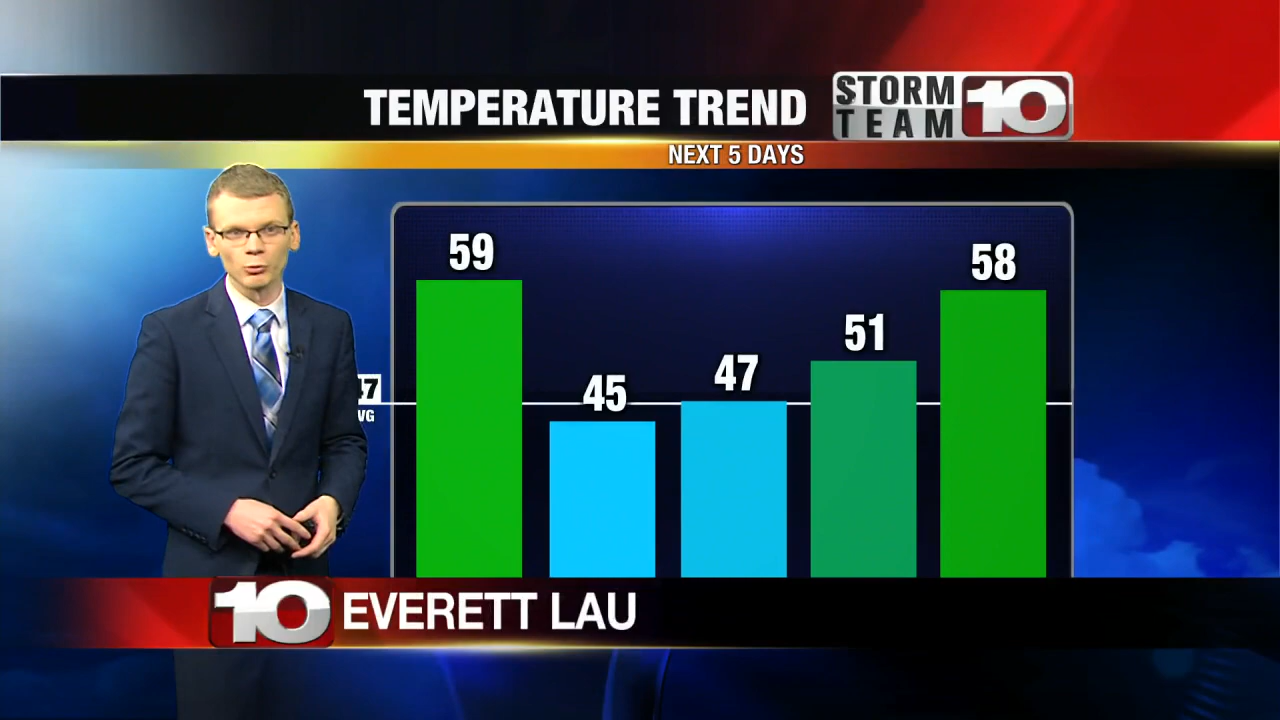 TEMPERATURE TREND
STORM TEAM 10
NEXT 5 DAYS
59
45
47
51
58
10 EVERETT LAU